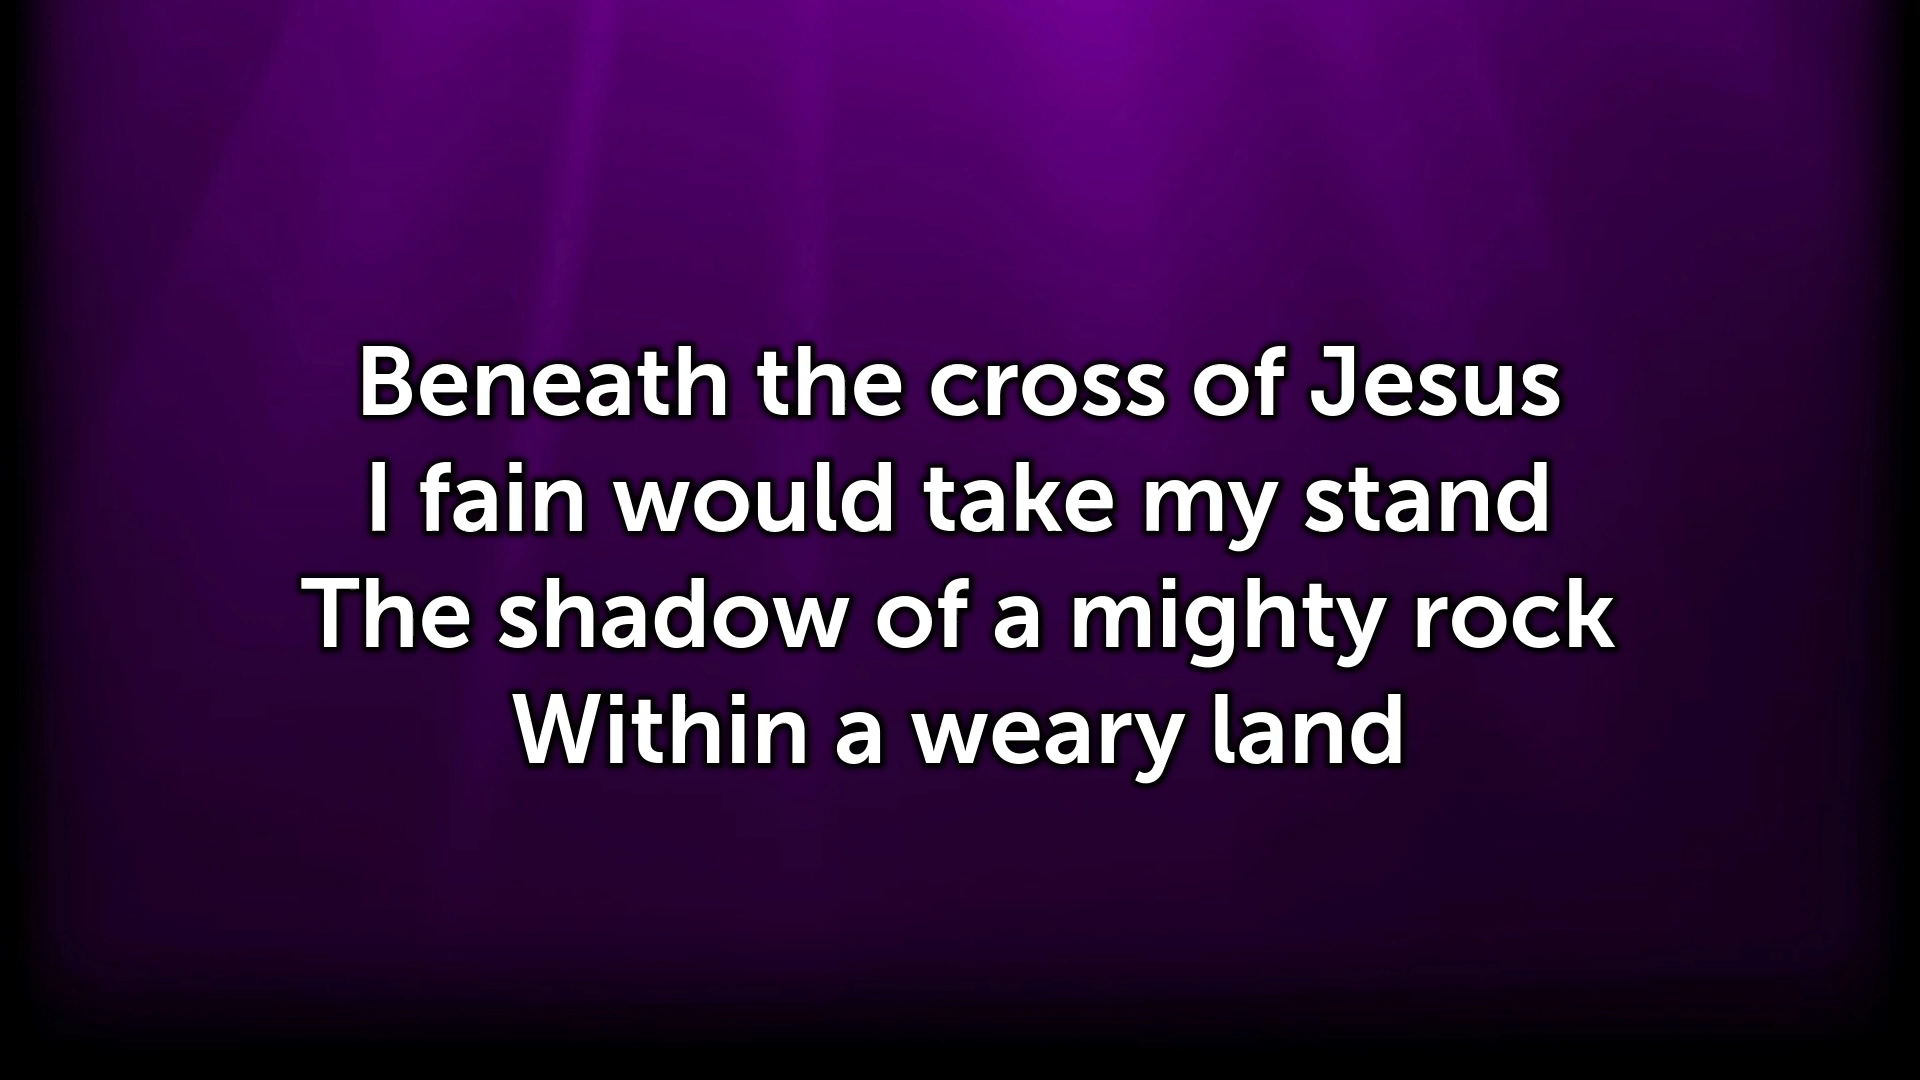 Beneath the cross of Jesus
I fain would take my stand
The shadow of a mighty rock
Within a weary land